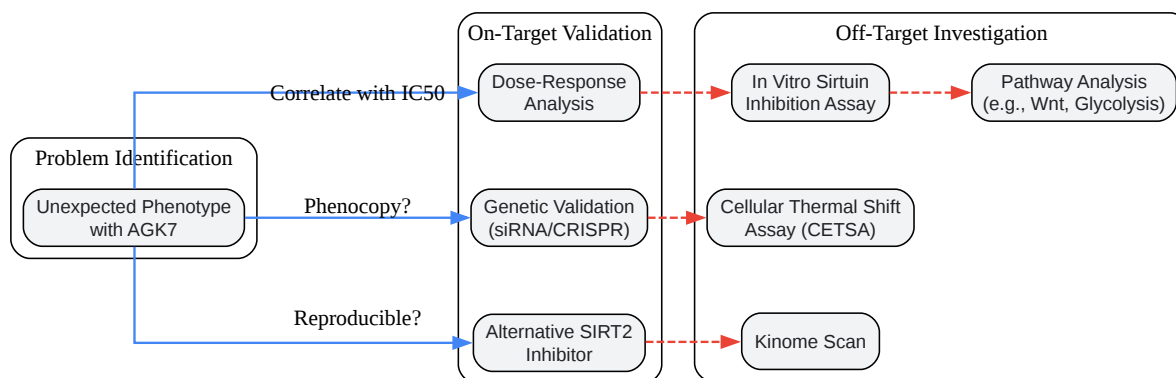 On-Target Validation
Off-Target Investigation
Correlate with IC50
Dose-Response
Analysis
In Vitro Sirtuin
Inhibition Assay
Pathway Analysis
(e.g., Wnt, Glycolysis)
Problem Identification
Unexpected Phenotype
with AGK7
Phenocopy?
Genetic Validation
(siRNA/CRISPR)
Cellular Thermal Shift
Assay (CETSA)
Reproducible?
Alternative SIRT2
Inhibitor
Kinome Scan